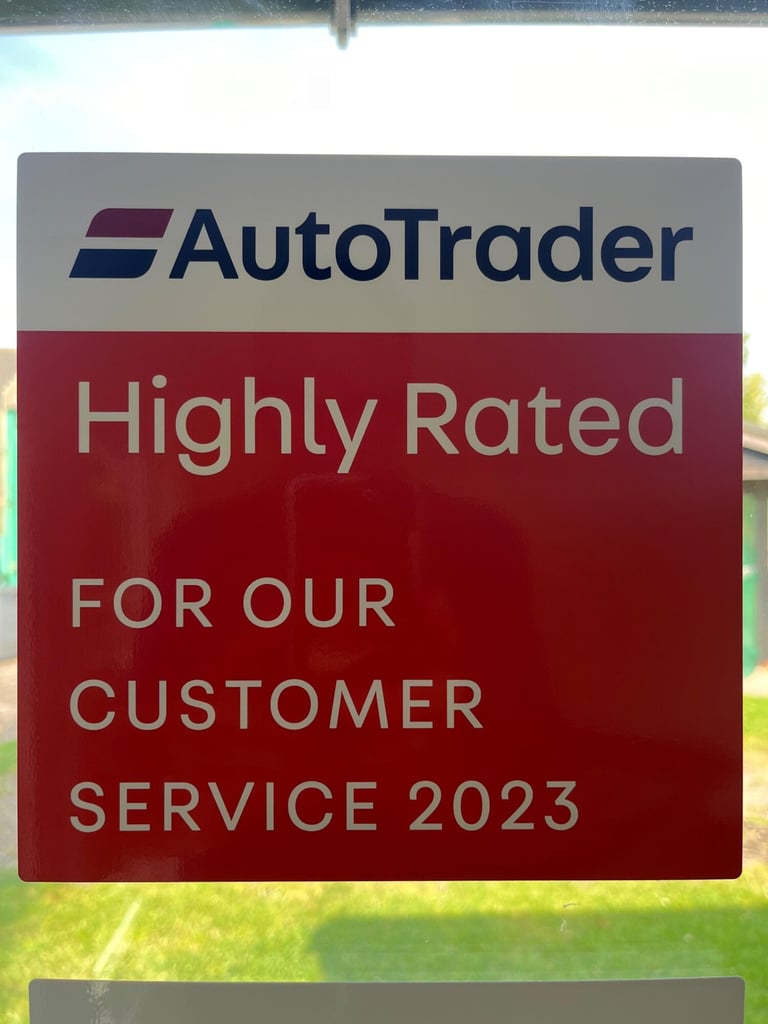 AutoTrader
Highly Rated
FOR OUR
CUSTOMER
SERVICE 2023